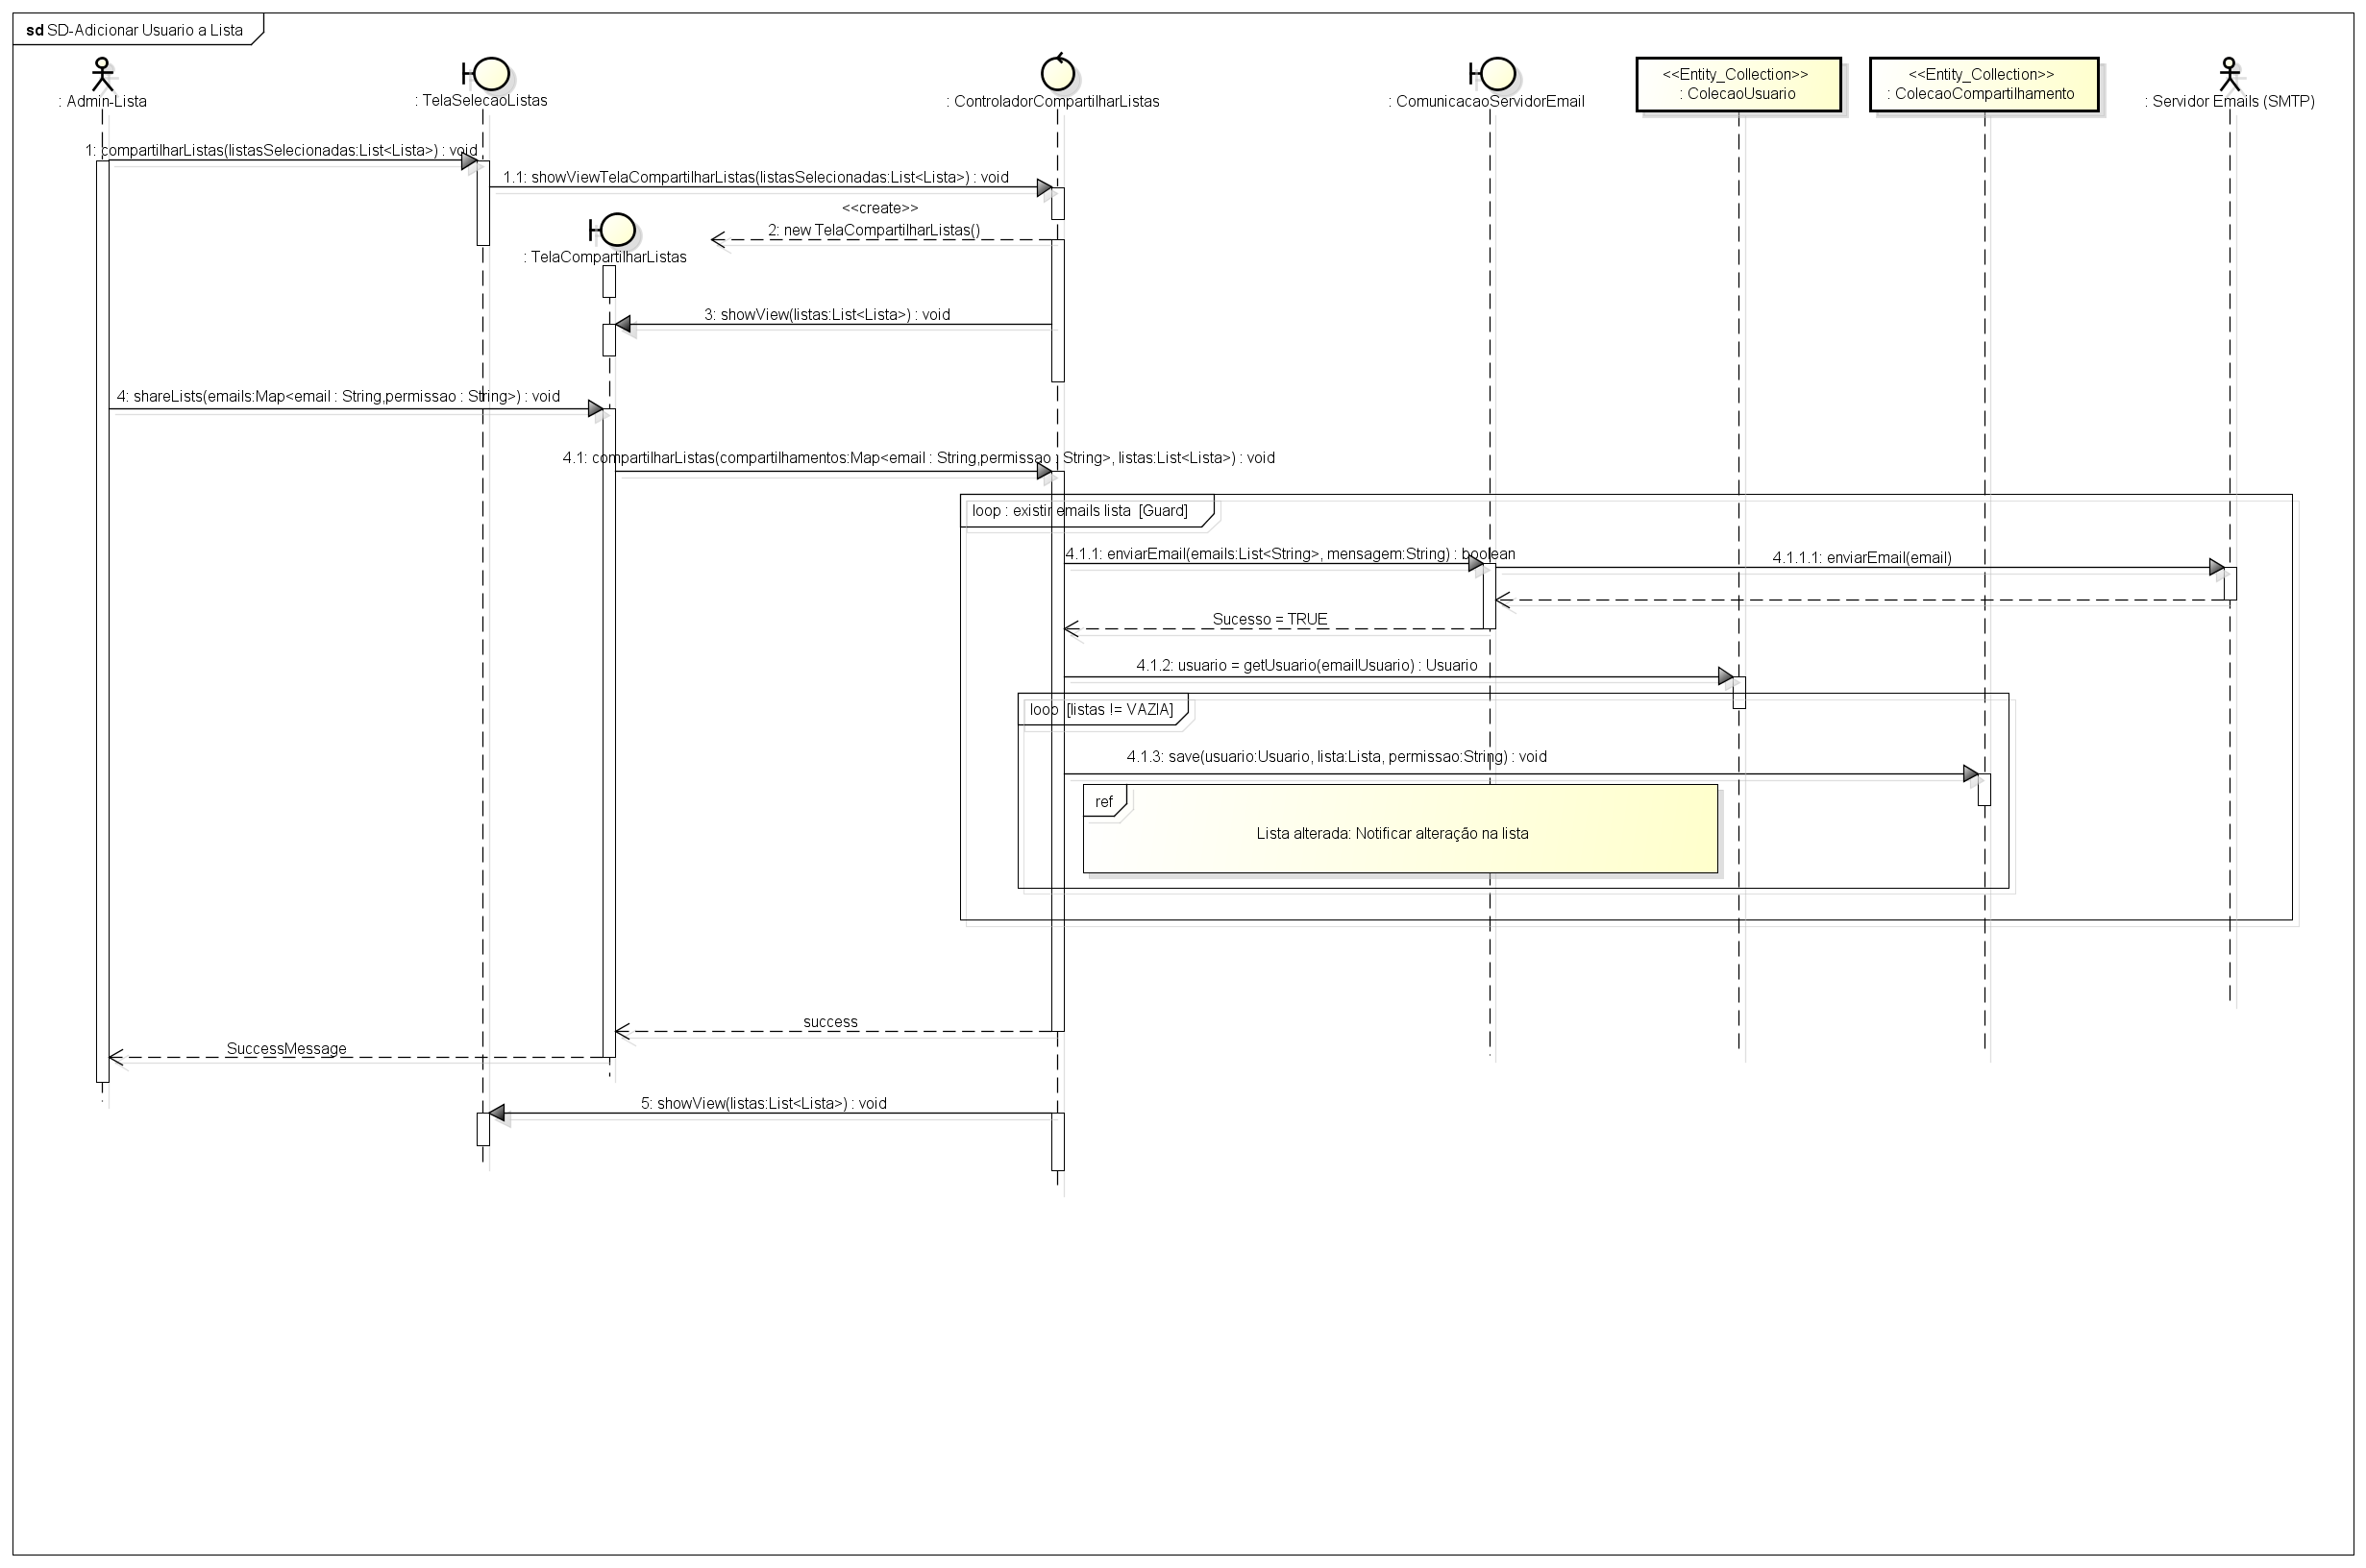 sd SD-Adicionar Usuario a Lista
: Admin-Lista
: TelaSelecaoListas
: ControladorCompartilharListas
: ComunicacaoServidorEmail
<<Entity_Collection>>
: ColecaoUsuario
<<Entity_Collection>>
: ColecaoCompartilhamento
: Servidor Emails (SMTP)
1: compartilharListas(listasSelecionadas:List<Lista>) : void
1.1: showViewTelaCompartilharListas(listasSelecionadas:List<Lista>) : void
<<create>>
2: new TelaCompartilharListas()
: TelaCompartilharListas
3: showView(listas:List<Lista>) : void
4: shareLists(emails:Map<email : String,permissao : String>) : void
4.1: compartilharListas(compartilhamentos:Map<email : String,permissao : String>, listas:List<Lista>) : void
loop : existir emails lista [Guard]
4.1.1: enviarEmail(emails:List<String>, mensagem:String) : boolean
4.1.1.1: enviarEmail(email)
Sucesso = TRUE
4.1.2: usuario = getUsuario(emailUsuario) : Usuario
loop [listas != VAZIA]
4.1.3: save(usuario:Usuario, lista:Lista, permissao:String) : void
ref
Lista alterada: Notificar alteração na lista
success
SuccessMessage
5: showView(listas:List<Lista>) : void